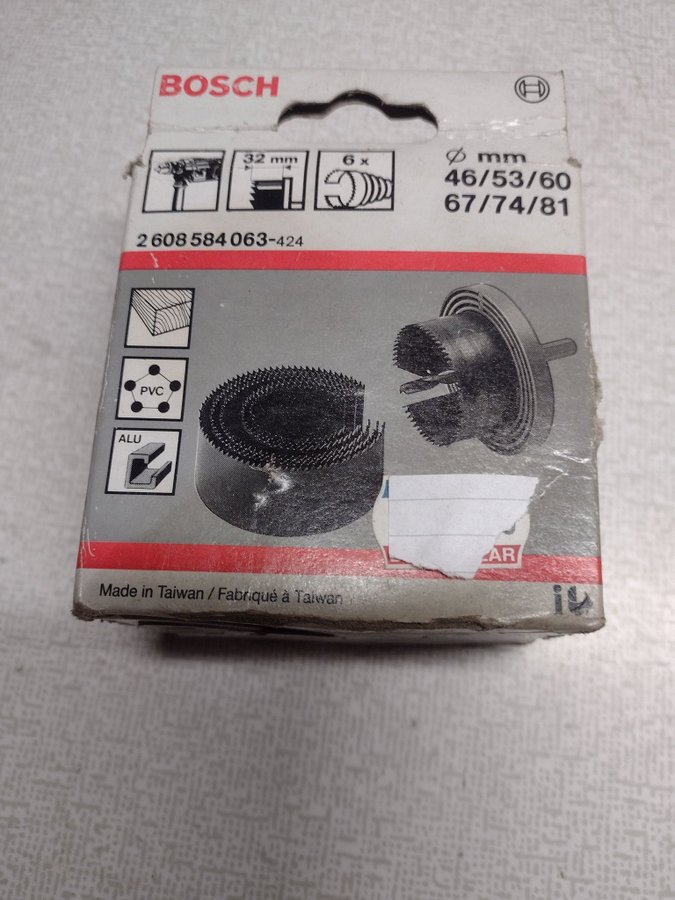 BOSCH
32 mm
6 x
Ø mm
46/53/60
67/74/81
2 608 584 063-424
PVC
ALU
Made in Taiwan / Fabriqué à Taiwan